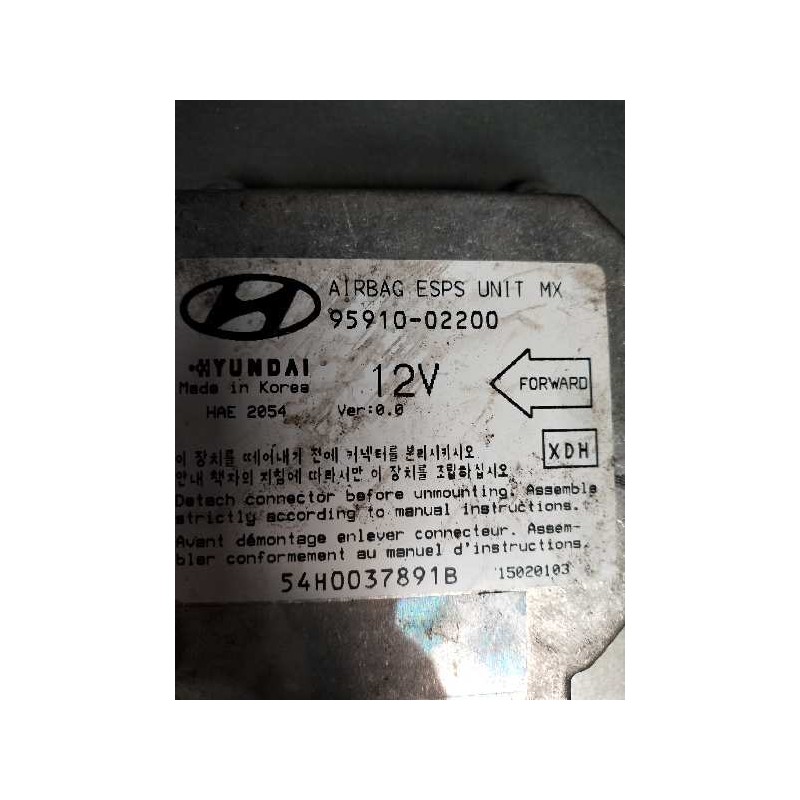 AIRBAG ESPS UNIT MX
95910-02200
HYUNDAI
Made in Korea
12V
FORWARD
HAE 2054
Ver:0.0
XDH
이 장치를 떼어내기 전에 커넥터를 분리시키시오
안내 책자의 지침에 따라서만 이 장치를 조립하십시오.
Detach connector before unmounting. Assemble
strictly according to manual instructions.
Avant démontage enlever connecteur. Assem-
bler conformement au manuel d'instructions.
54H0037891B
15020103